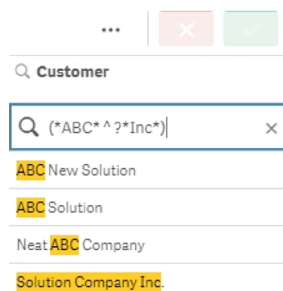 ...
Customer
(*ABC* ^ ?*Inc*)
ABC New Solution
ABC Solution
Neat ABC Company
Solution Company Inc.